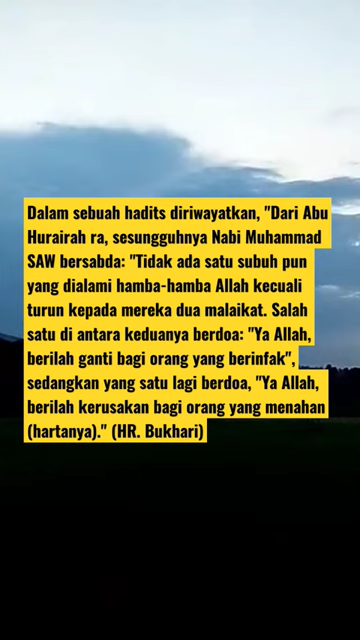 Dalam sebuah hadits diriwayatkan, "Dari Abu
Hurairah ra, sesungguhnya Nabi Muhammad
SAW bersabda: "Tidak ada satu subuh pun
yang dialami hamba-hamba Allah kecuali
turun kepada mereka dua malaikat. Salah
satu di antara keduanya berdoa: "Ya Allah,
berilah ganti bagi orang yang berinfak",
sedangkan yang satu lagi berdoa, "Ya Allah,
berilah kerusakan bagi orang yang menahan
(hartanya)." (HR. Bukhari)